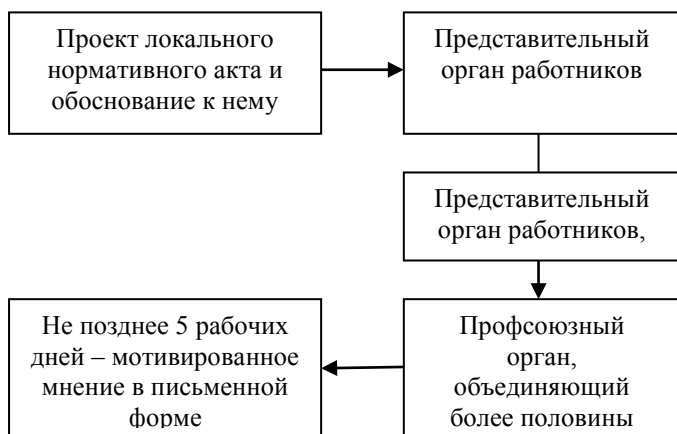 Проект локального
нормативного акта и
обоснование к нему
Представительный
орган работников
Представительный
орган работников,
Профсоюзный
орган,
объединяющий
более половины
Не позднее 5 рабочих
дней – мотивированное
мнение в письменной
форме